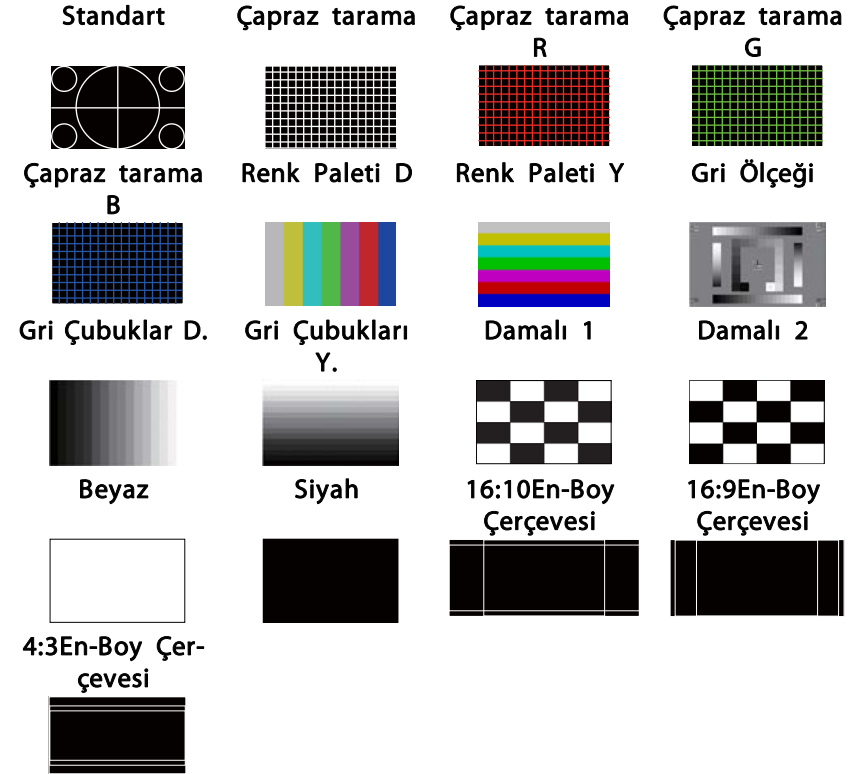 Standart
Çapraz tarama
Çapraz tarama
R
Çapraz tarama
G
Çapraz tarama
B
Renk Paleti D
Renk Paleti Y
Gri Ölçeği
Gri Çubuklar D.
Gri Çubukları
Y.
Damalı 1
Damalı 2
Beyaz
Siyah
16:10En-Boy
Çerçevesi
16:9En-Boy
Çerçevesi
4:3En-Boy Çer-
çevesi